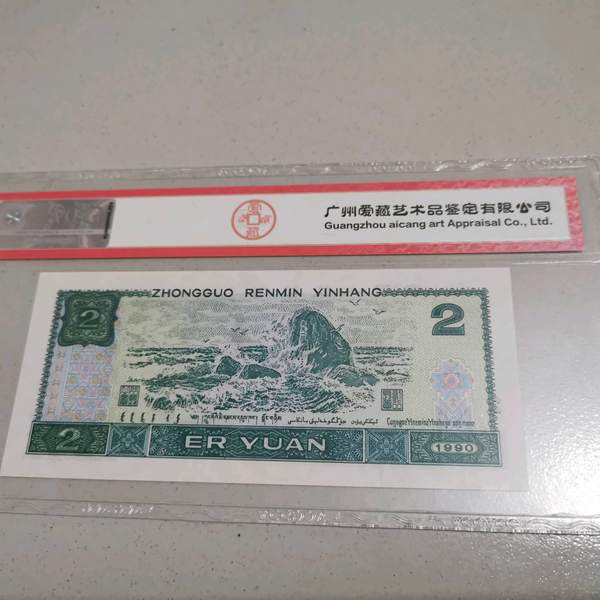 广州爱藏艺术品鉴定有限公司
Guangzhou aicang art Appraisal Co., Ltd.
ZHONGGUO RENMIN YINHANG
2
2
2
ER YUAN
1990